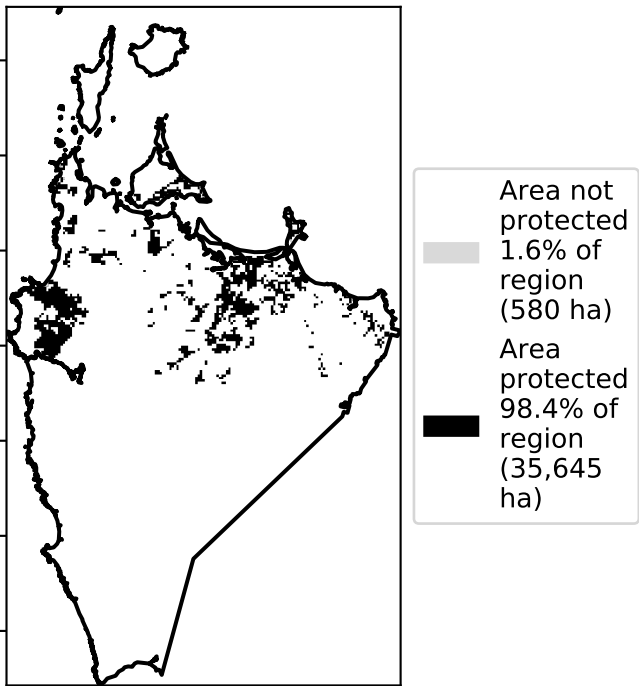 Area not
protected
1.6% of
region
(580 ha)
Area
protected
98.4% of
region
(35,645
ha)